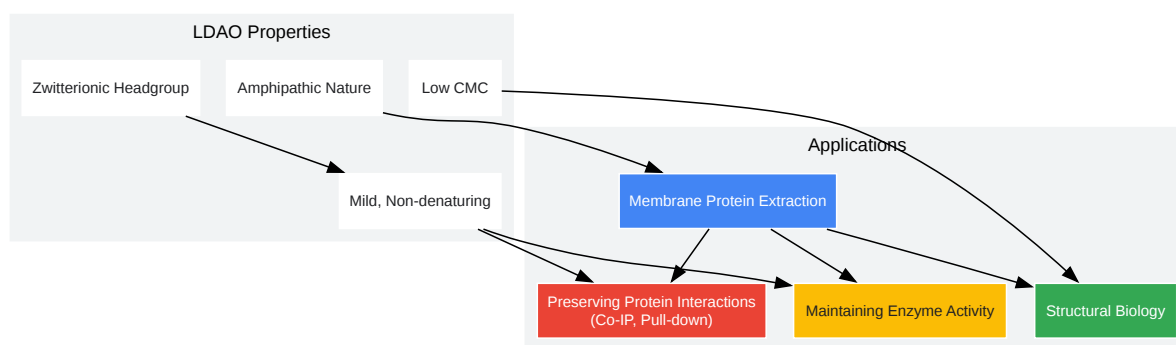 LDAO Properties
Zwitterionic Headgroup
Amphipathic Nature
Low CMC
Mild, Non-denaturing
Applications
Membrane Protein Extraction
Preserving Protein Interactions
(Co-IP, Pull-down)
Maintaining Enzyme Activity
Structural Biology